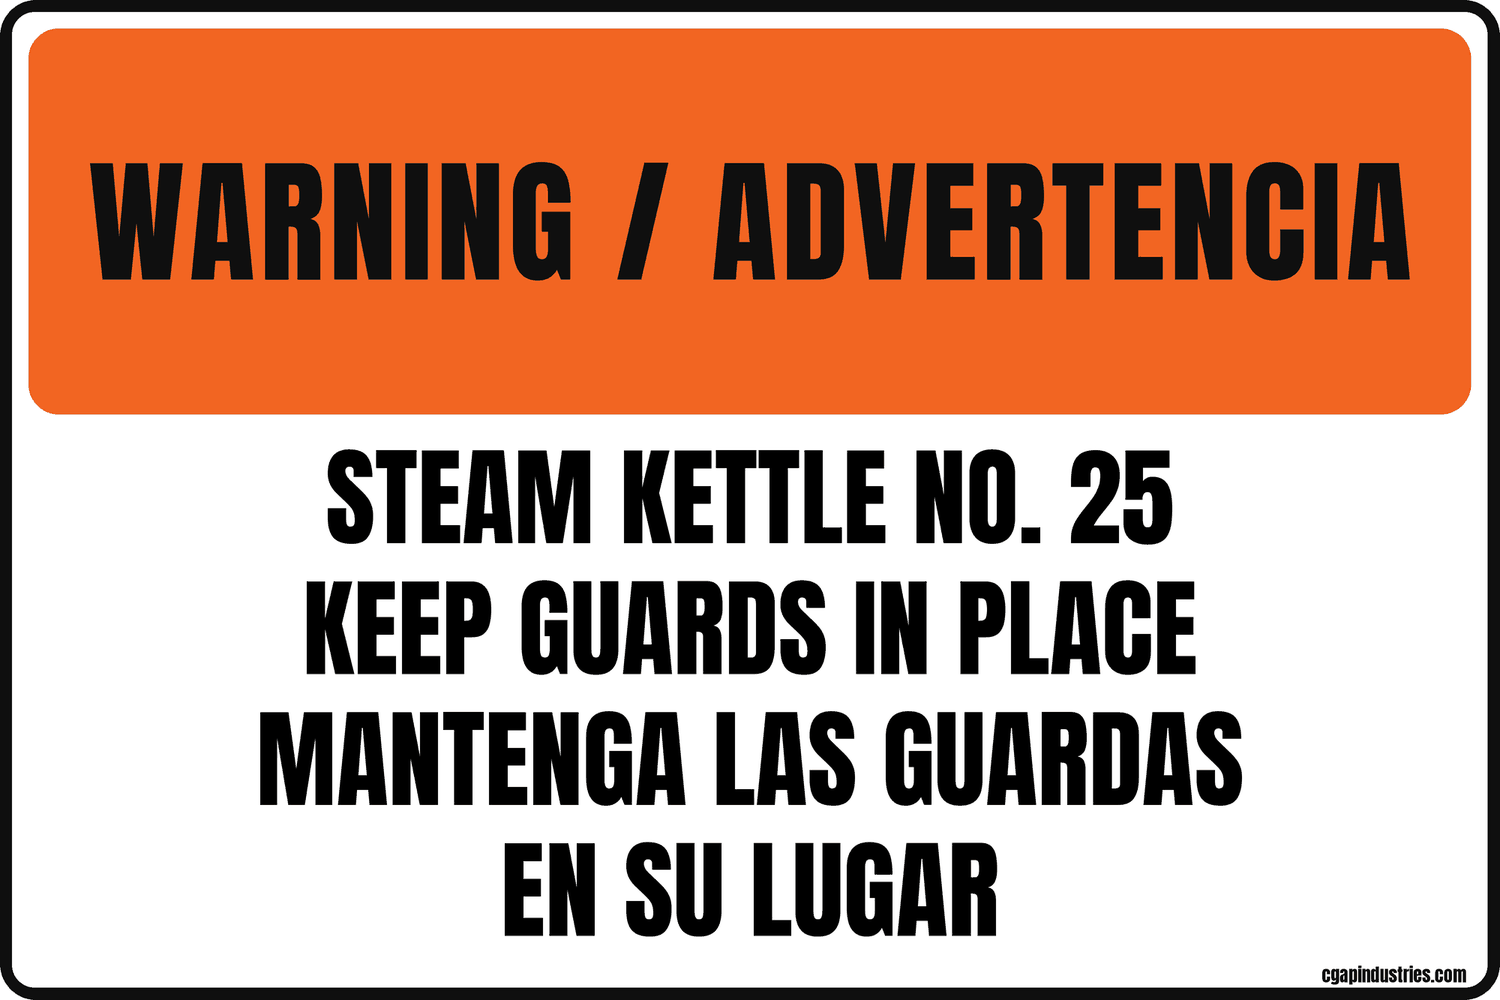 WARNING / ADVERTENCIA
STEAM KETTLE NO. 25
KEEP GUARDS IN PLACE
MANTENGA LAS GUARDAS
EN SU LUGAR
cgapindustries.com